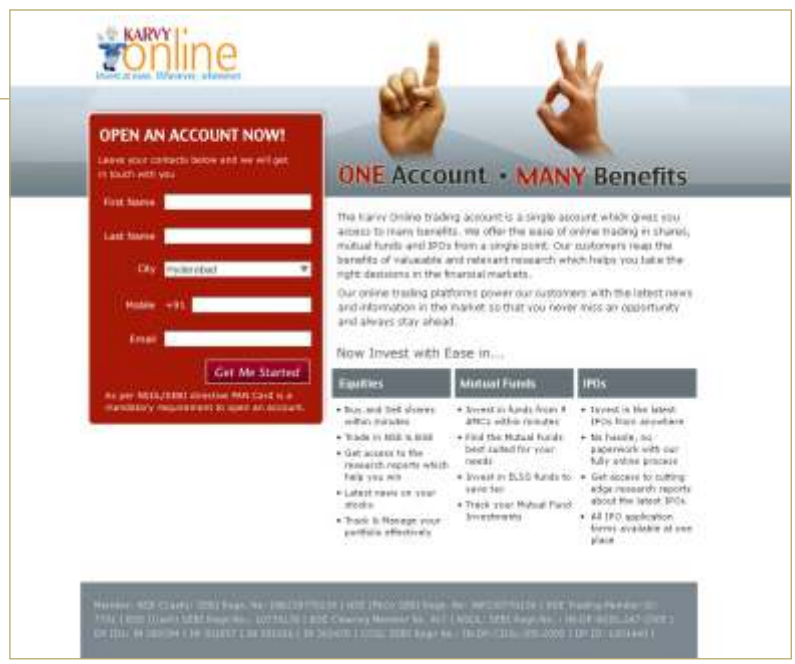 KARVY
online
Invest at ease. Wherever, whenever
ONE Account • MANY Benefits
OPEN AN ACCOUNT NOW!
Leave your contacts below and we will get
in touch with you
First Name
Last Name
City Hyderabad
Mobile +91
Email
Get Me Started
As per NSDL/SEBI directive PAN Card is a
mandatory requirement to open an account.
The Karvy Online trading account is a single account which gives you
access to many benefits. We offer the ease of online trading in shares,
mutual funds and IPOs from a single point. Our customers reap the
benefits of valueable and relevant research which helps you take the
right decisions in the financial markets.
Our online trading platforms power our customers with the latest news
and information in the market so that you never miss an opportunity
and always stay ahead.
Now Invest with Ease in...
Equities
• Buy and Sell shares
within minutes
• Trade in NSE & BSE
• Get access to the
research reports which
help you win
• Latest news on your
stocks
• Track & Manage your
portfolio effectively
Mutual Funds
• Invest in funds from
AMCs within minutes
• Find the Mutual Funds
best suited for your
needs
• Invest in ELSS funds to
save tax
• Track your Mutual Fund
Investments
IPOs
• Invest in the latest
IPOs from anywhere
• No hassle, no
paperwork with our
fully online process
• Get access to cutting
edge research reports
about the latest IPOs
• All IPO application
forms available at one
place